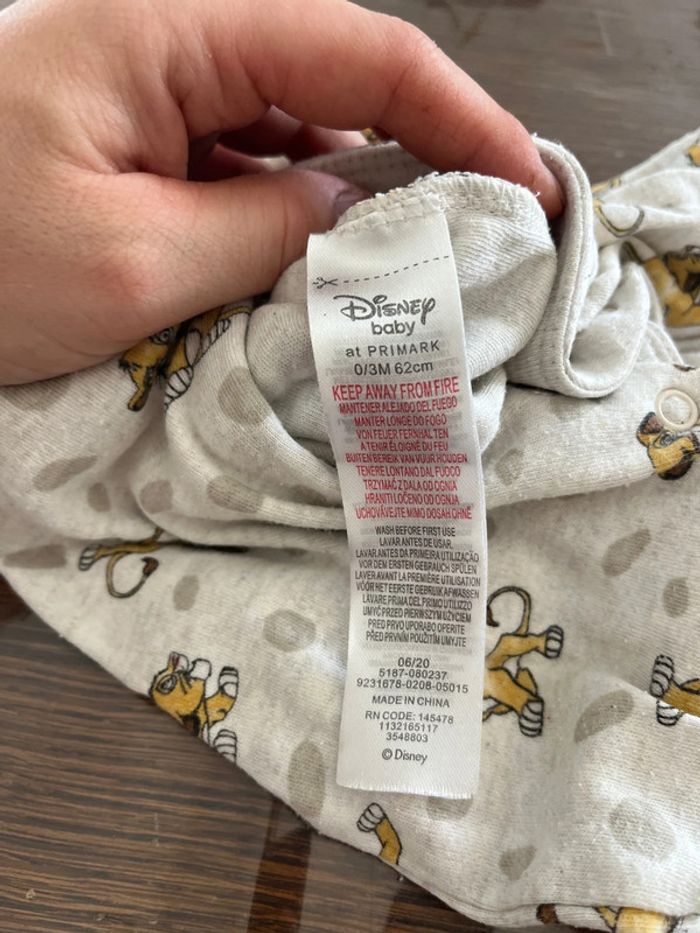 Disney
baby
at PRIMARK
0/3M 62cm
KEEP AWAY FROM FIRE
MANTENER ALEJADO DEL FUEGO
MANTER LONGE DO FOGO
VON FEUER FERNHALTEN
A TENIR ÉLOIGNÉ DU FEU
BUITEN BEREIK VAN VUUR HOUDEN
TENERE LONTANO DAL FUOCO
TRZYMAĆ Z DALA OD OGNIA
HRANITI LOČENO OD OGNJA
UCHOVÁVEJTE MIMO DOSAH OHNĚ
WASH BEFORE FIRST USE
LAVAR ANTES DE USAR.
LAVAR ANTES DA PRIMEIRA UTILIZAÇÃO
VOR DEM ERSTEN GEBRAUCH SPÜLEN
LAVER AVANT LA PREMIÈRE UTILISATION
VÓÓR HET EERSTE GEBRUIK AFWASSEN
LAVARE PRIMA DEL PRIMO UTILIZZO
UMYĆ PRZED PIERWSZYM UŻYCIEM
PRED PRVO UPORABO OPERITE
PŘED PRVNÍM POUŽITÍM UMYJTE
06/20
5187-080237
9231678-0208-05015
MADE IN CHINA
RN CODE: 145478
1132165117
3548803
© Disney